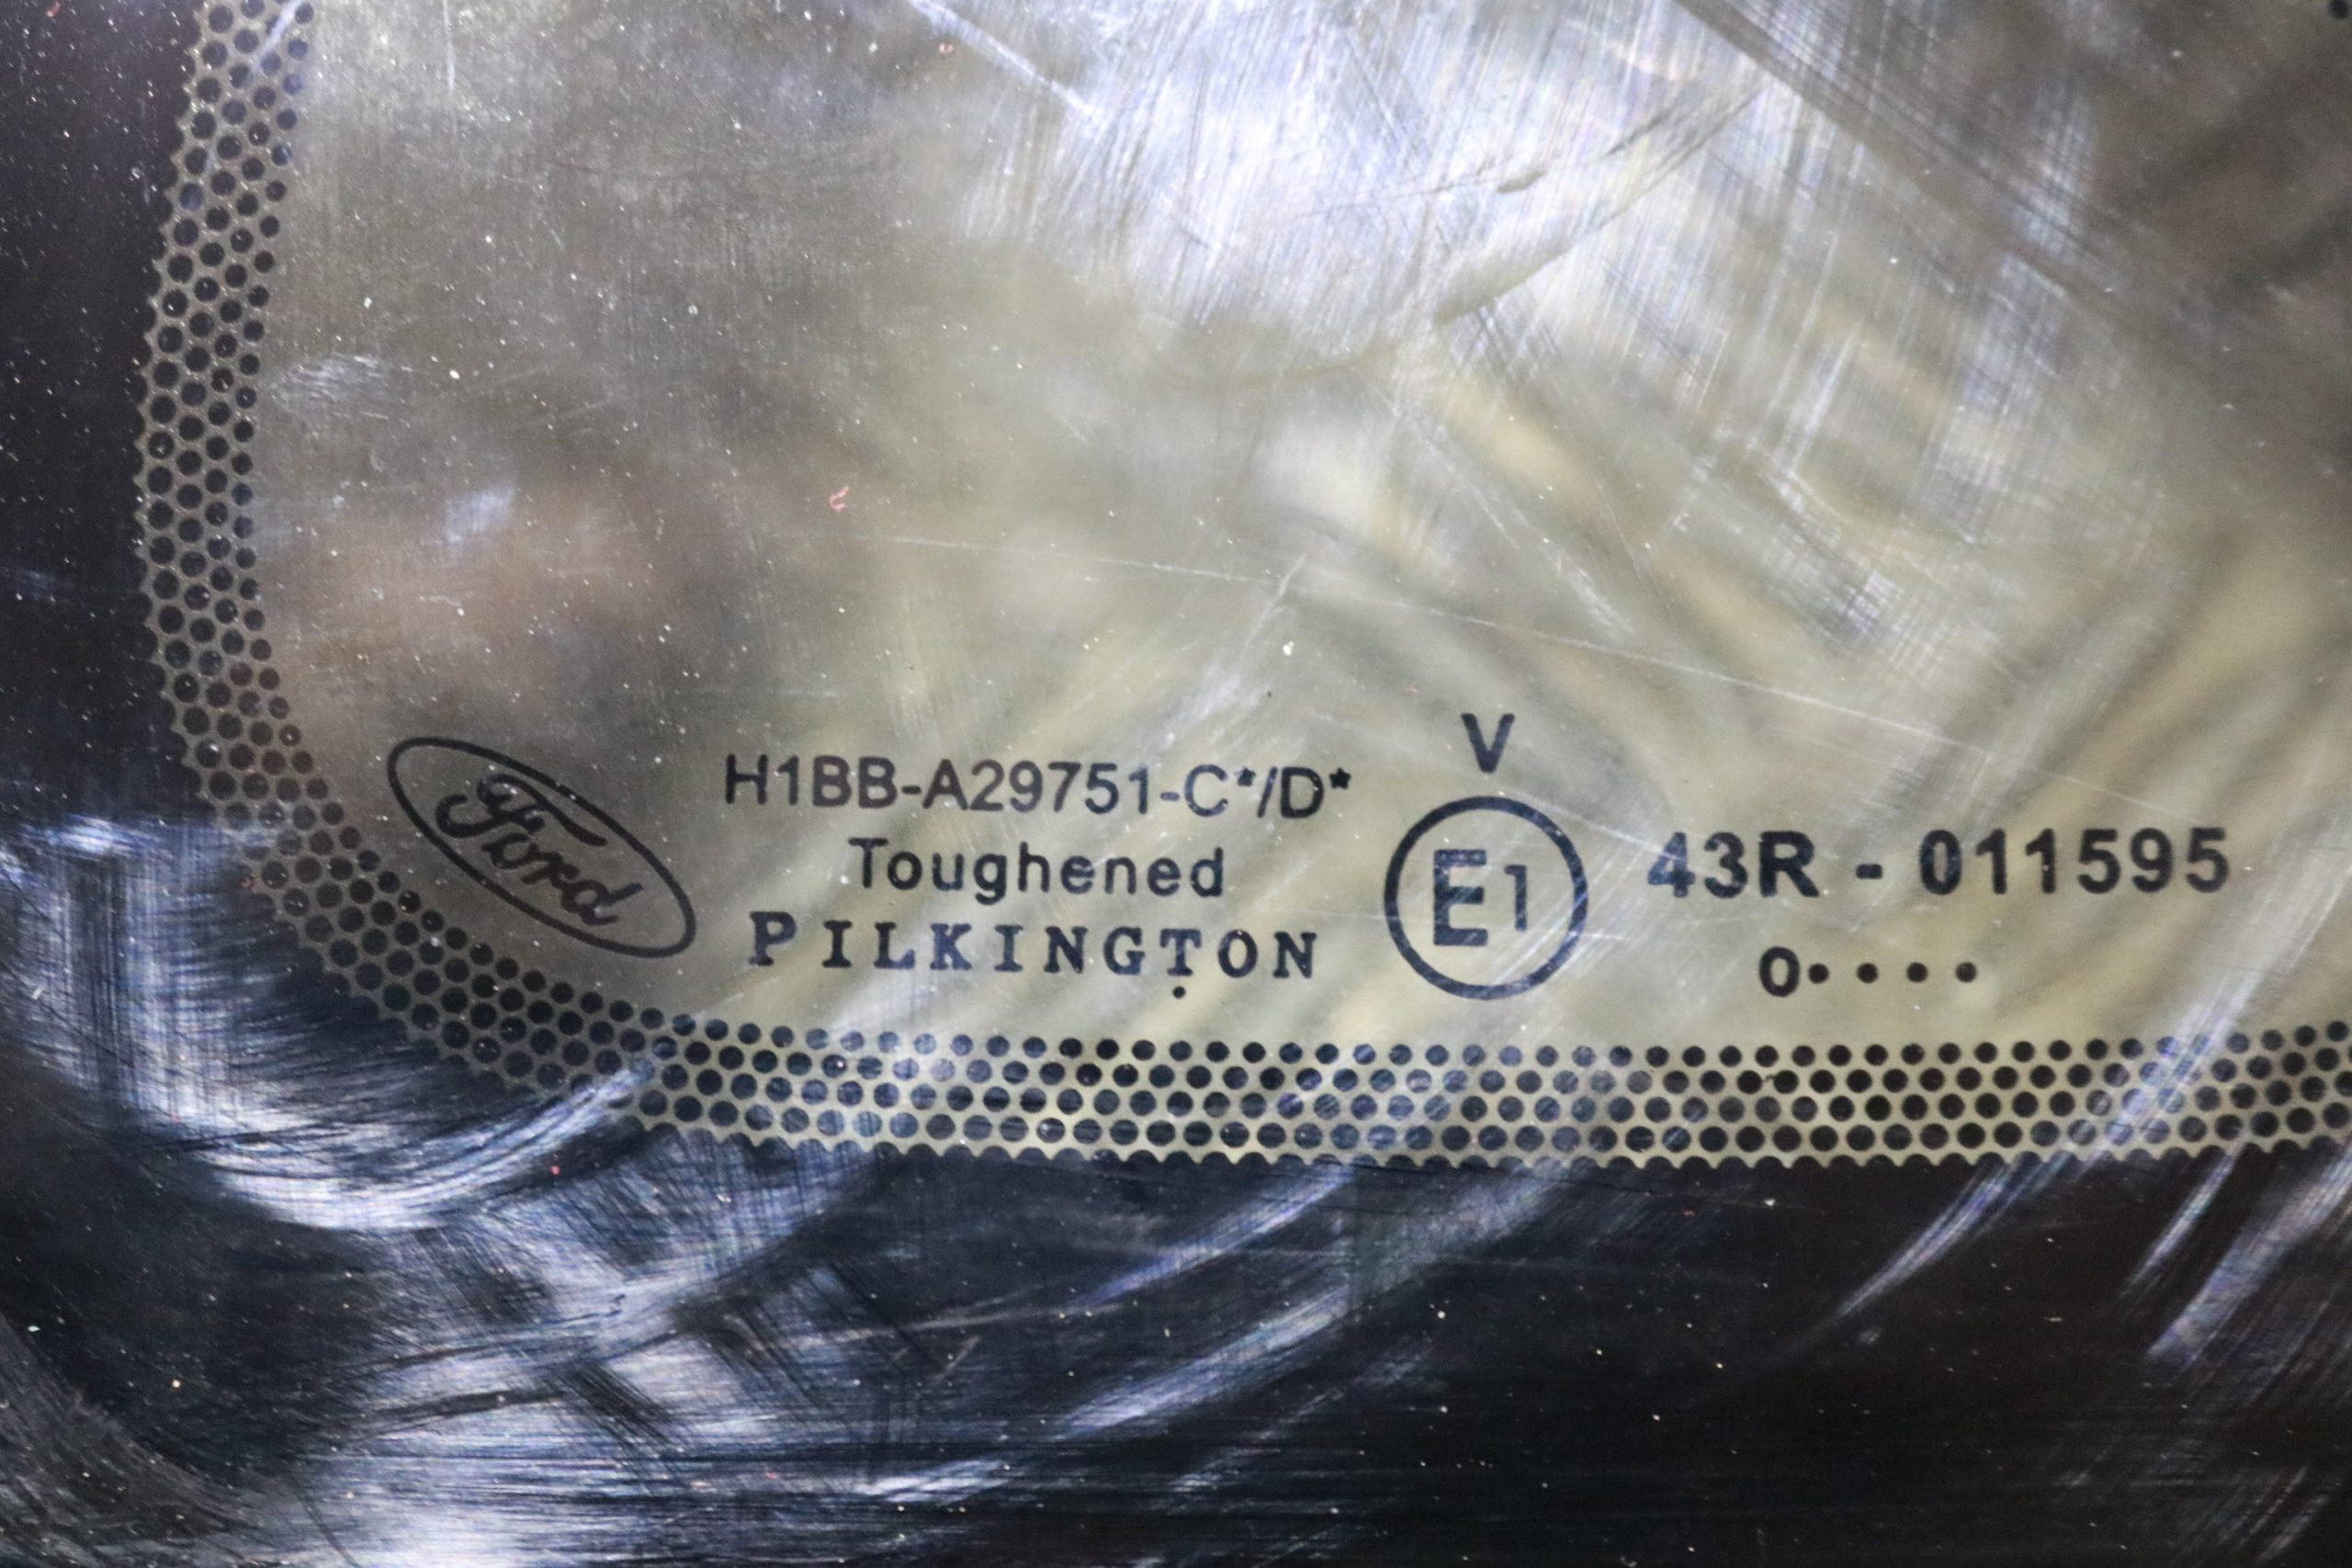 Ford
H1BB-A29751-C*/D*
Toughened
PILKINGTON
V
E1
43R - 011595
0••••